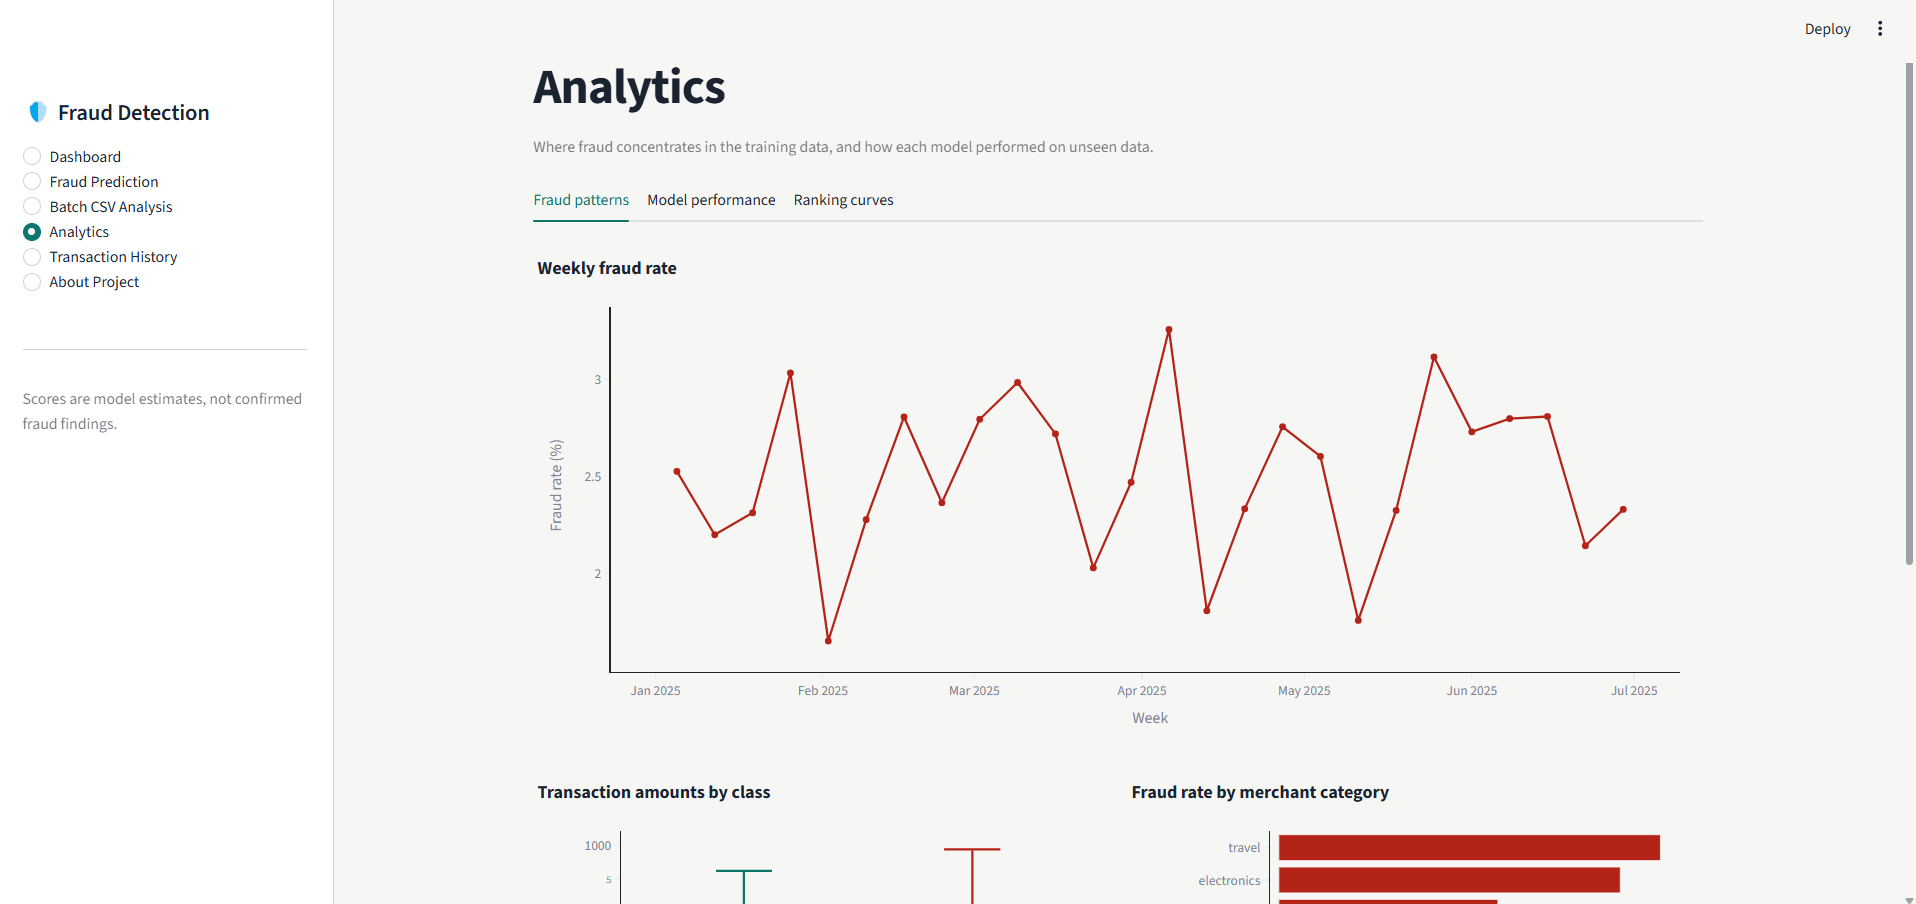 Deploy
Fraud Detection
Dashboard
Fraud Prediction
Batch CSV Analysis
Analytics
Transaction History
About Project
Scores are model estimates, not confirmed
fraud findings.
Analytics
Where fraud concentrates in the training data, and how each model performed on unseen data.
Fraud patterns Model performance Ranking curves
Weekly fraud rate
Fraud rate (%)
3
2.5
2
Jan 2025 Feb 2025 Mar 2025 Apr 2025 May 2025 Jun 2025 Jul 2025
Week
Transaction amounts by class
1000
5
Fraud rate by merchant category
travel
electronics